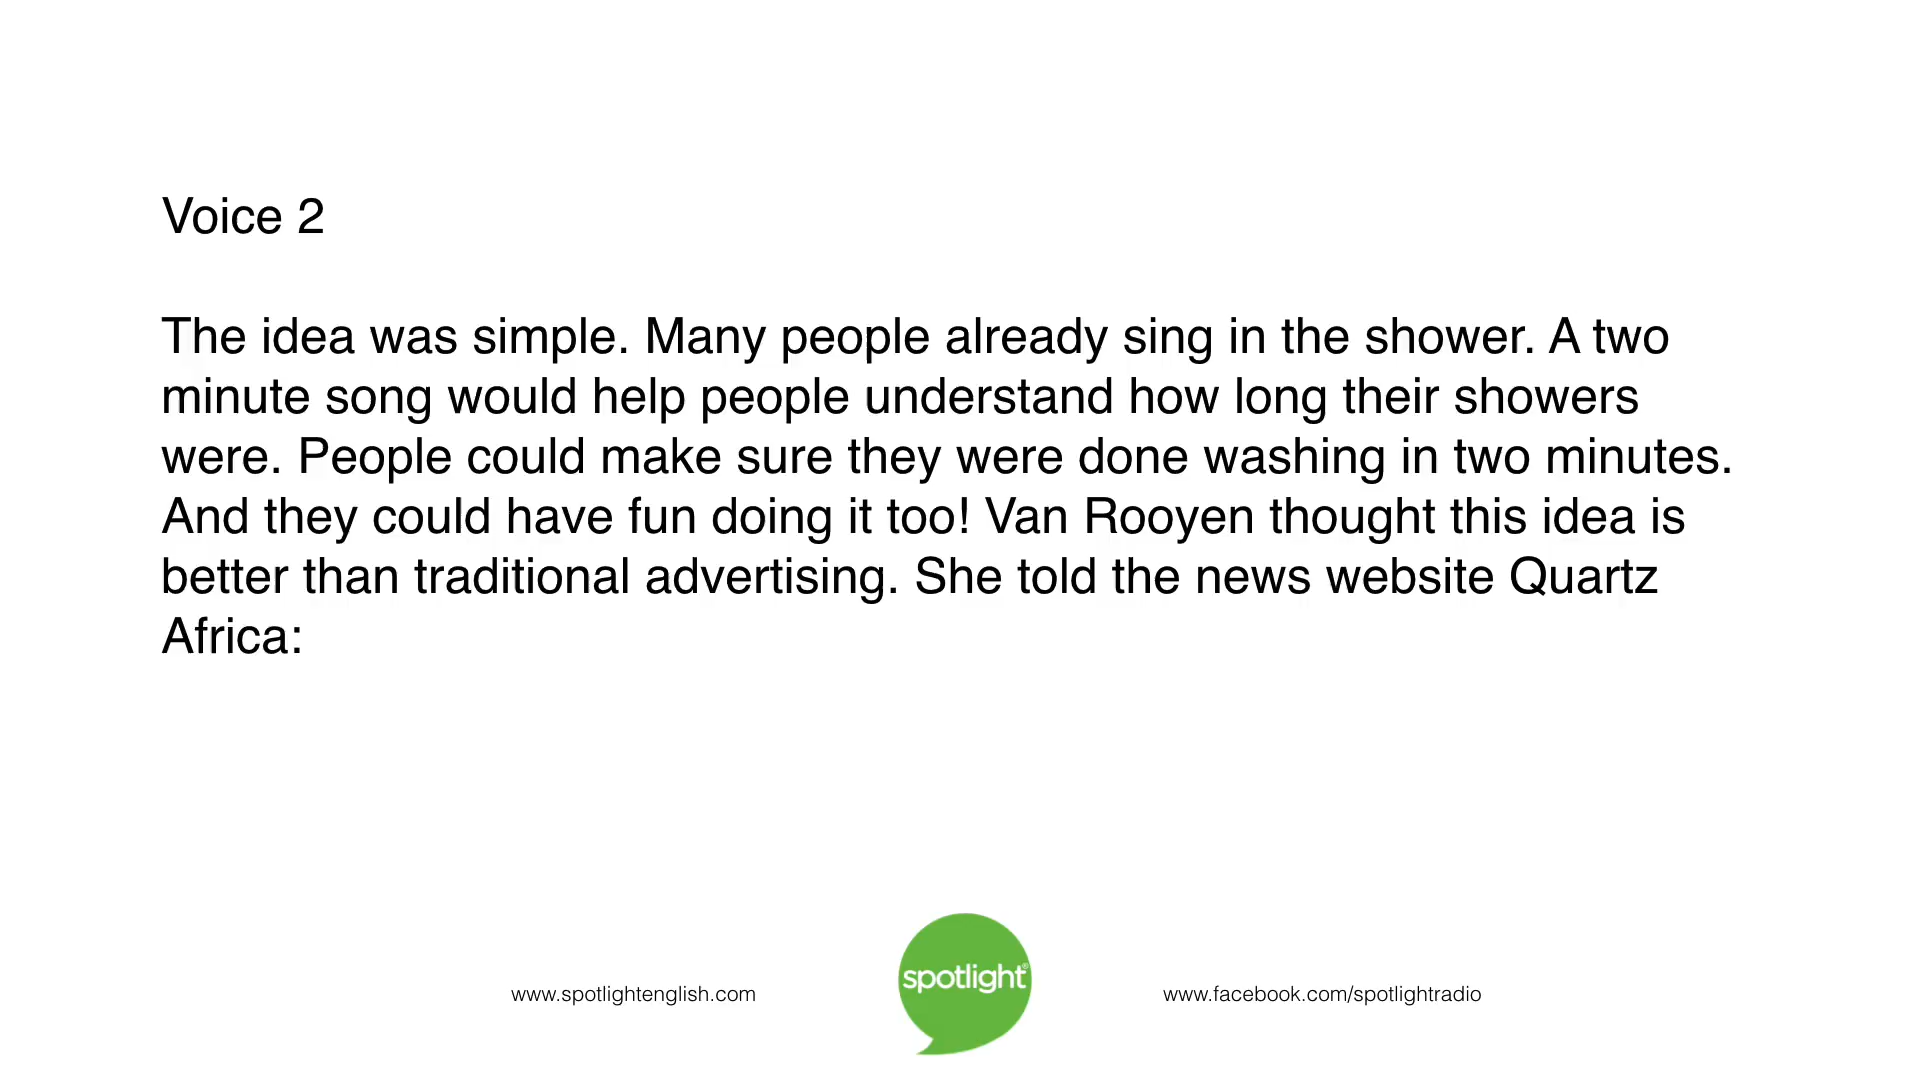 Voice 2
The idea was simple. Many people already sing in the shower. A two
minute song would help people understand how long their showers
were. People could make sure they were done washing in two minutes.
And they could have fun doing it too! Van Rooyen thought this idea is
better than traditional advertising. She told the news website Quartz
Africa:
www.spotlightenglish.com
spotlight®
www.facebook.com/spotlightradio